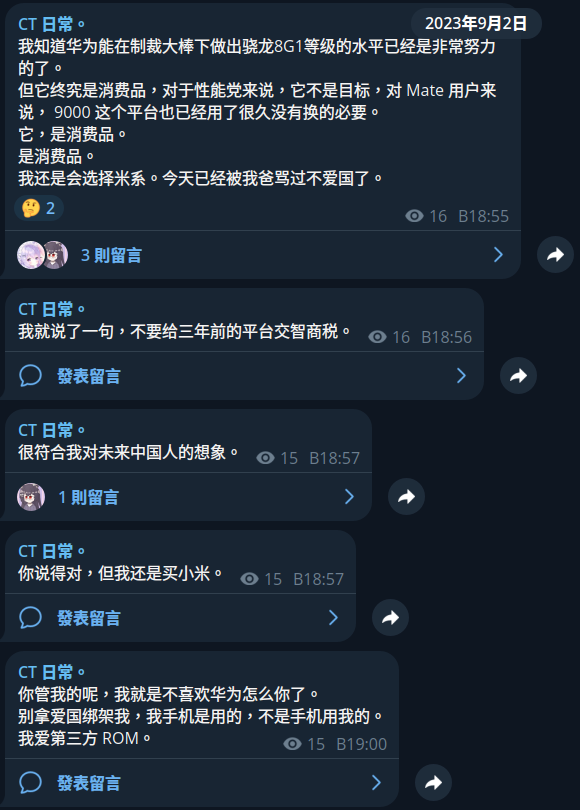 2023年9月2日
CT 日常。
我知道华为能在制裁大棒下做出骁龙8G1等级的水平已经是非常努力
的了。
但它终究是消费品，对于性能党来说，它不是目标，对 Mate 用户来
说， 9000 这个平台也已经用了很久没有换的必要。
它，是消费品。
是消费品。
我还是会选择米系。今天已经被我爸骂过不爱国了。
2
16 B18:55
3 則留言
CT 日常。
我就说了一句，不要给三年前的平台交智商税。
16 B18:56
發表留言
CT 日常。
很符合我对未来中国人的想象。
15 B18:57
1 則留言
CT 日常。
你说得对，但我还是买小米。
15 B18:57
發表留言
CT 日常。
你管我的呢，我就是不喜欢华为怎么你了。
别拿爱国绑架我，我手机是用的，不是手机用我的。
我爱第三方 ROM。
15 B19:00
發表留言